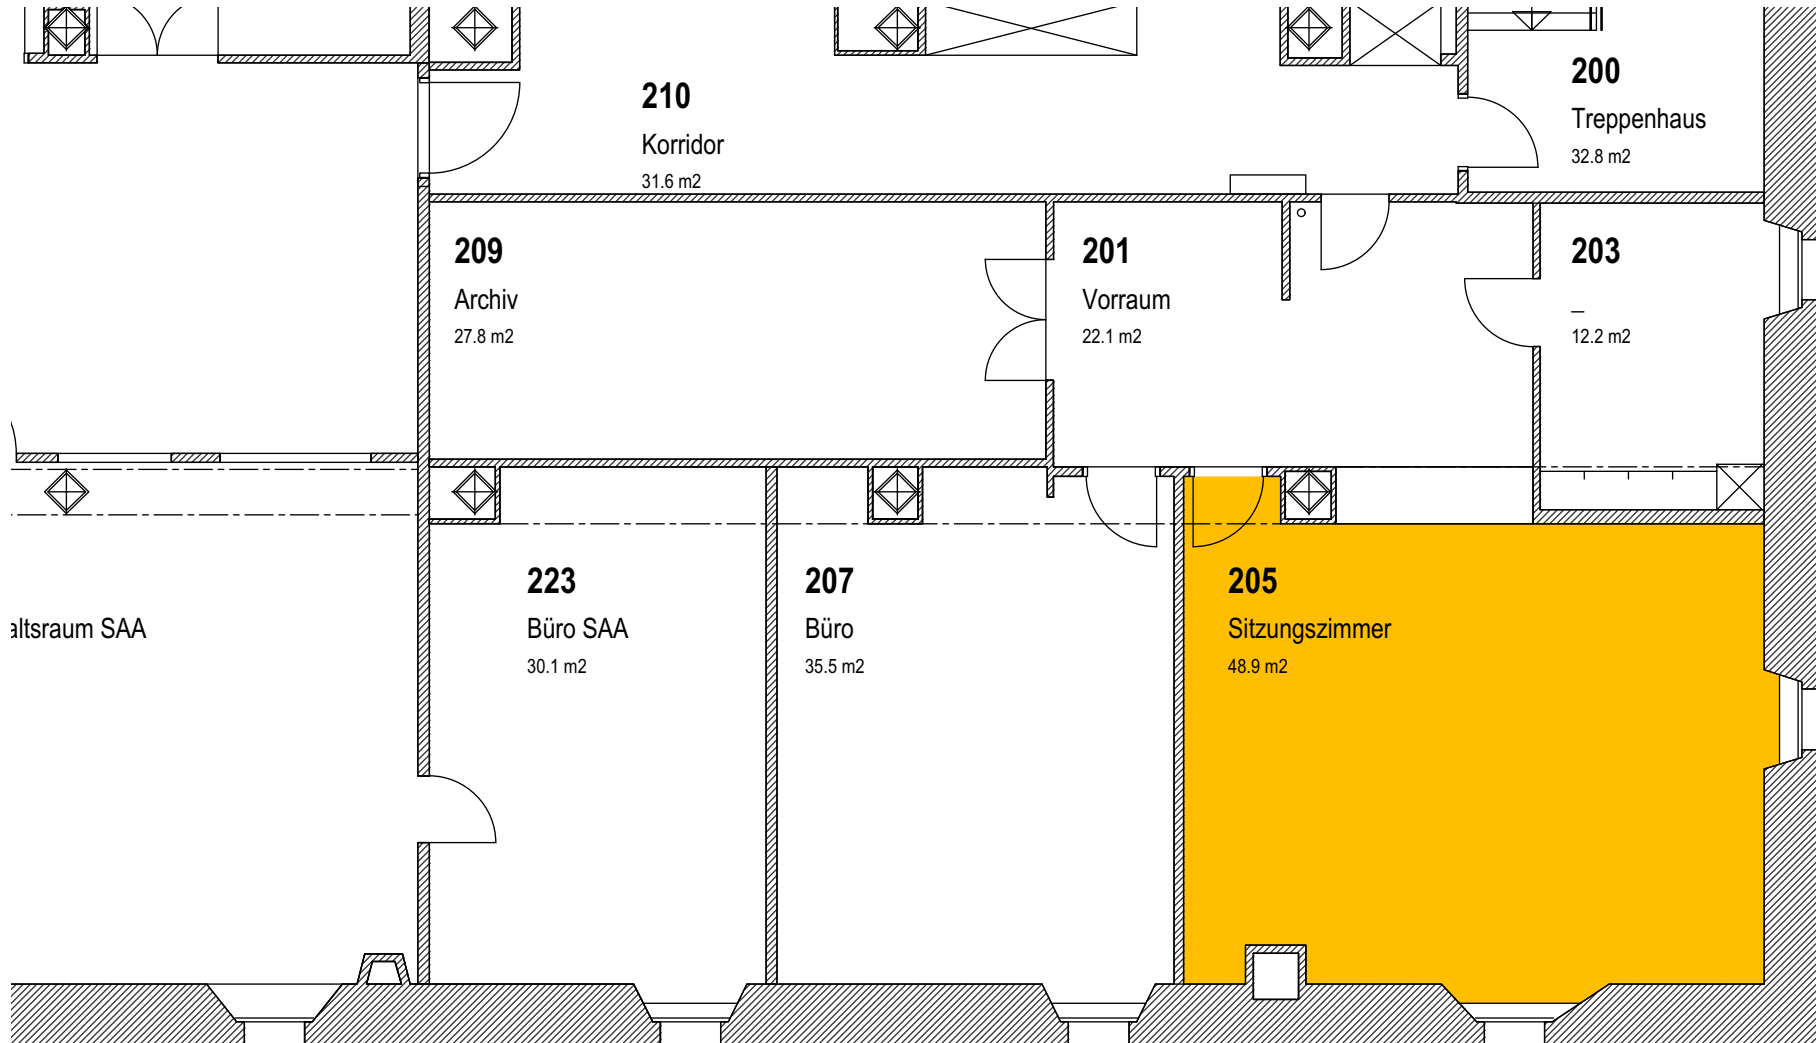 210
Korridor
31.6 m2
200
Treppenhaus
32.8 m2
209
Archiv
27.8 m2
201
Vorraum
22.1 m2
203
_
12.2 m2
altsraum SAA
223
Büro SAA
30.1 m2
207
Büro
35.5 m2
205
Sitzungszimmer
48.9 m2